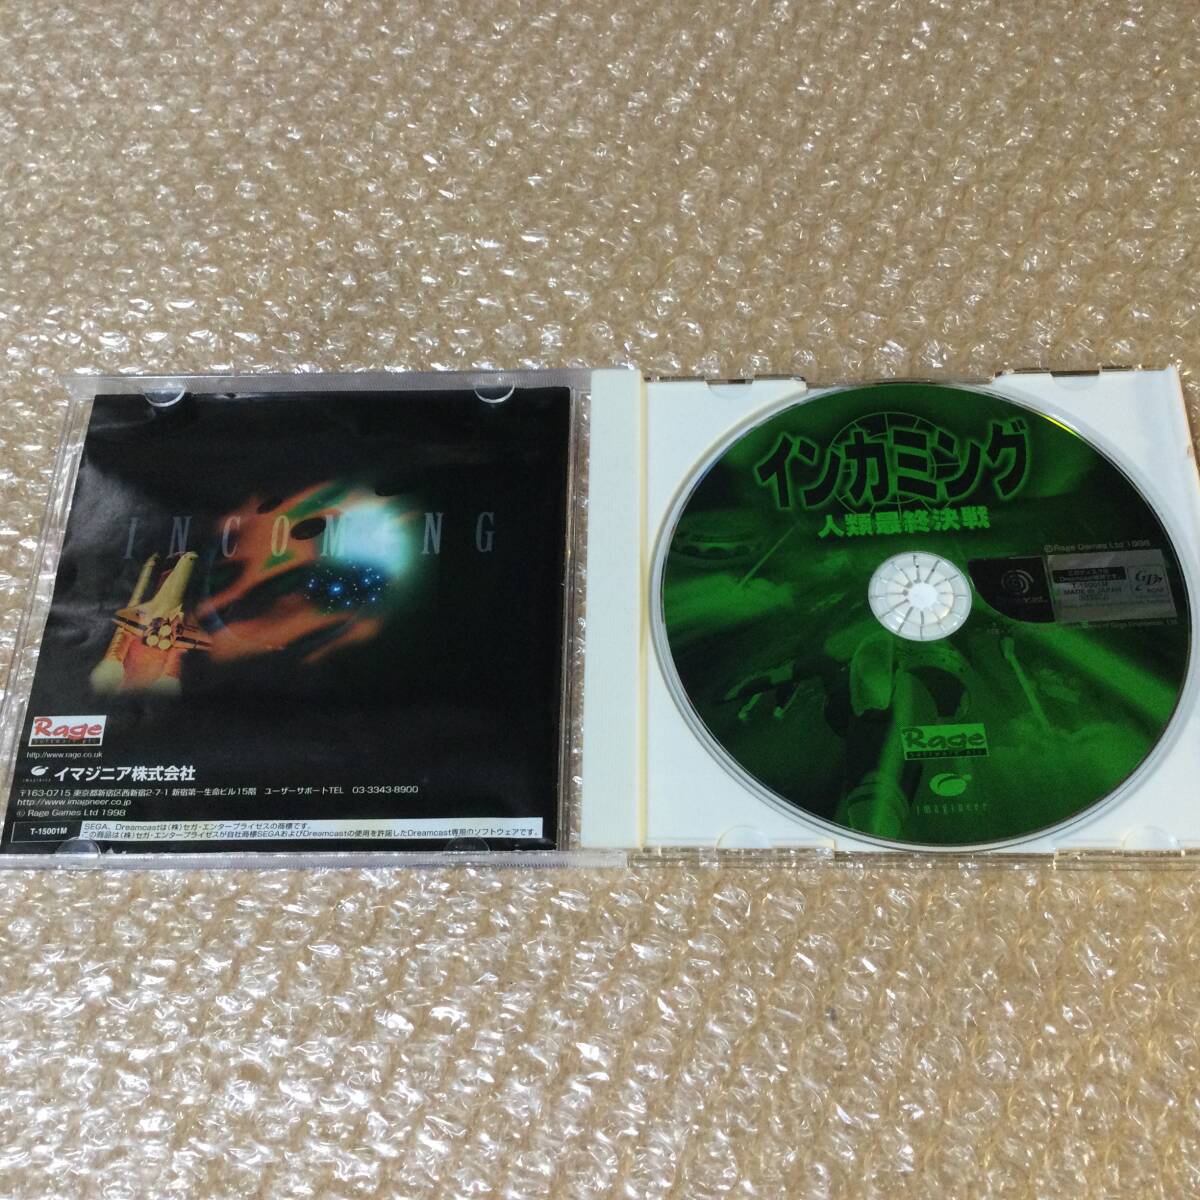 INCOMING
Rage
Software plc
http://www.rage.co.uk
imagineer
イマジニア株式会社
〒163-0715 東京都新宿区西新宿2-7-1 新宿第一生命ビル15階 ユーザーサポートTEL 03-3343-8900
http://www.imagineer.co.jp
© Rage Games Ltd 1998
T-15001M
SEGA、Dreamcastは(株)セガ・エンタープライゼスの商標です。
この商品は(株)セガ・エンタープライゼスが自社商標SEGAおよびDreamcastの使用を許諾したDreamcast専用のソフトウェアです。
インカミング
人類最終決戦
©Rage Games Ltd 1998
T-15001M
MADE IN JAPAN
GD
ROM
Rage
Software plc
imagineer